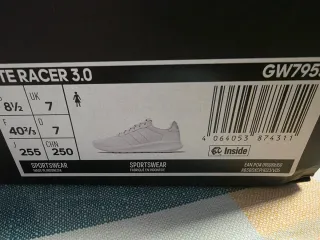 TE RACER 3.0
GW795
8½
UK 7
F 40⅔
D 7
J 255
CHN 250
4 064053 874311
Inside
SPORTSWEAR
SPORTSWEAR